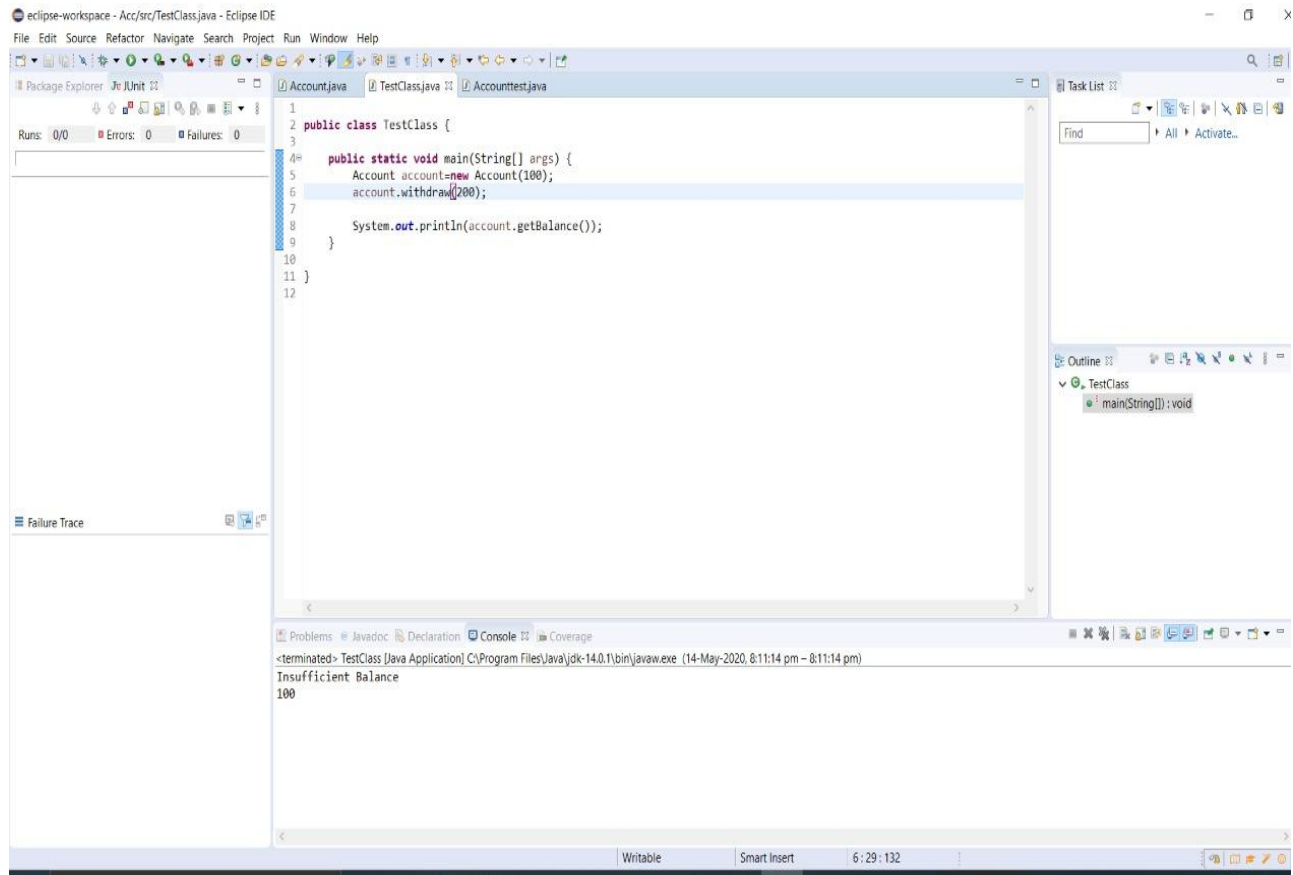 eclipse-workspace - Acc/src/TestClass.java - Eclipse IDE
File Edit Source Refactor Navigate Search Project Run Window Help
Package Explorer JUnit
Runs: 0/0 Errors: 0 Failures: 0
Failure Trace
Account.java TestClass.java Accounttest.java
1
2 public class TestClass {
3
4 public static void main(String[] args) {
5 Account account=new Account(100);
6 account.withdraw(200);
7
8 System.out.println(account.getBalance());
9 }
10
11 }
12
Task List
Find All Activate...
Outline
TestClass
main(String[]) : void
Problems Javadoc Declaration Console Coverage
<terminated> TestClass [Java Application] C:\Program Files\Java\jdk-14.0.1\bin\javaw.exe (14-May-2020, 8:11:14 pm – 8:11:14 pm)
Insufficient Balance
100
Writable Smart Insert 6 : 29 : 132